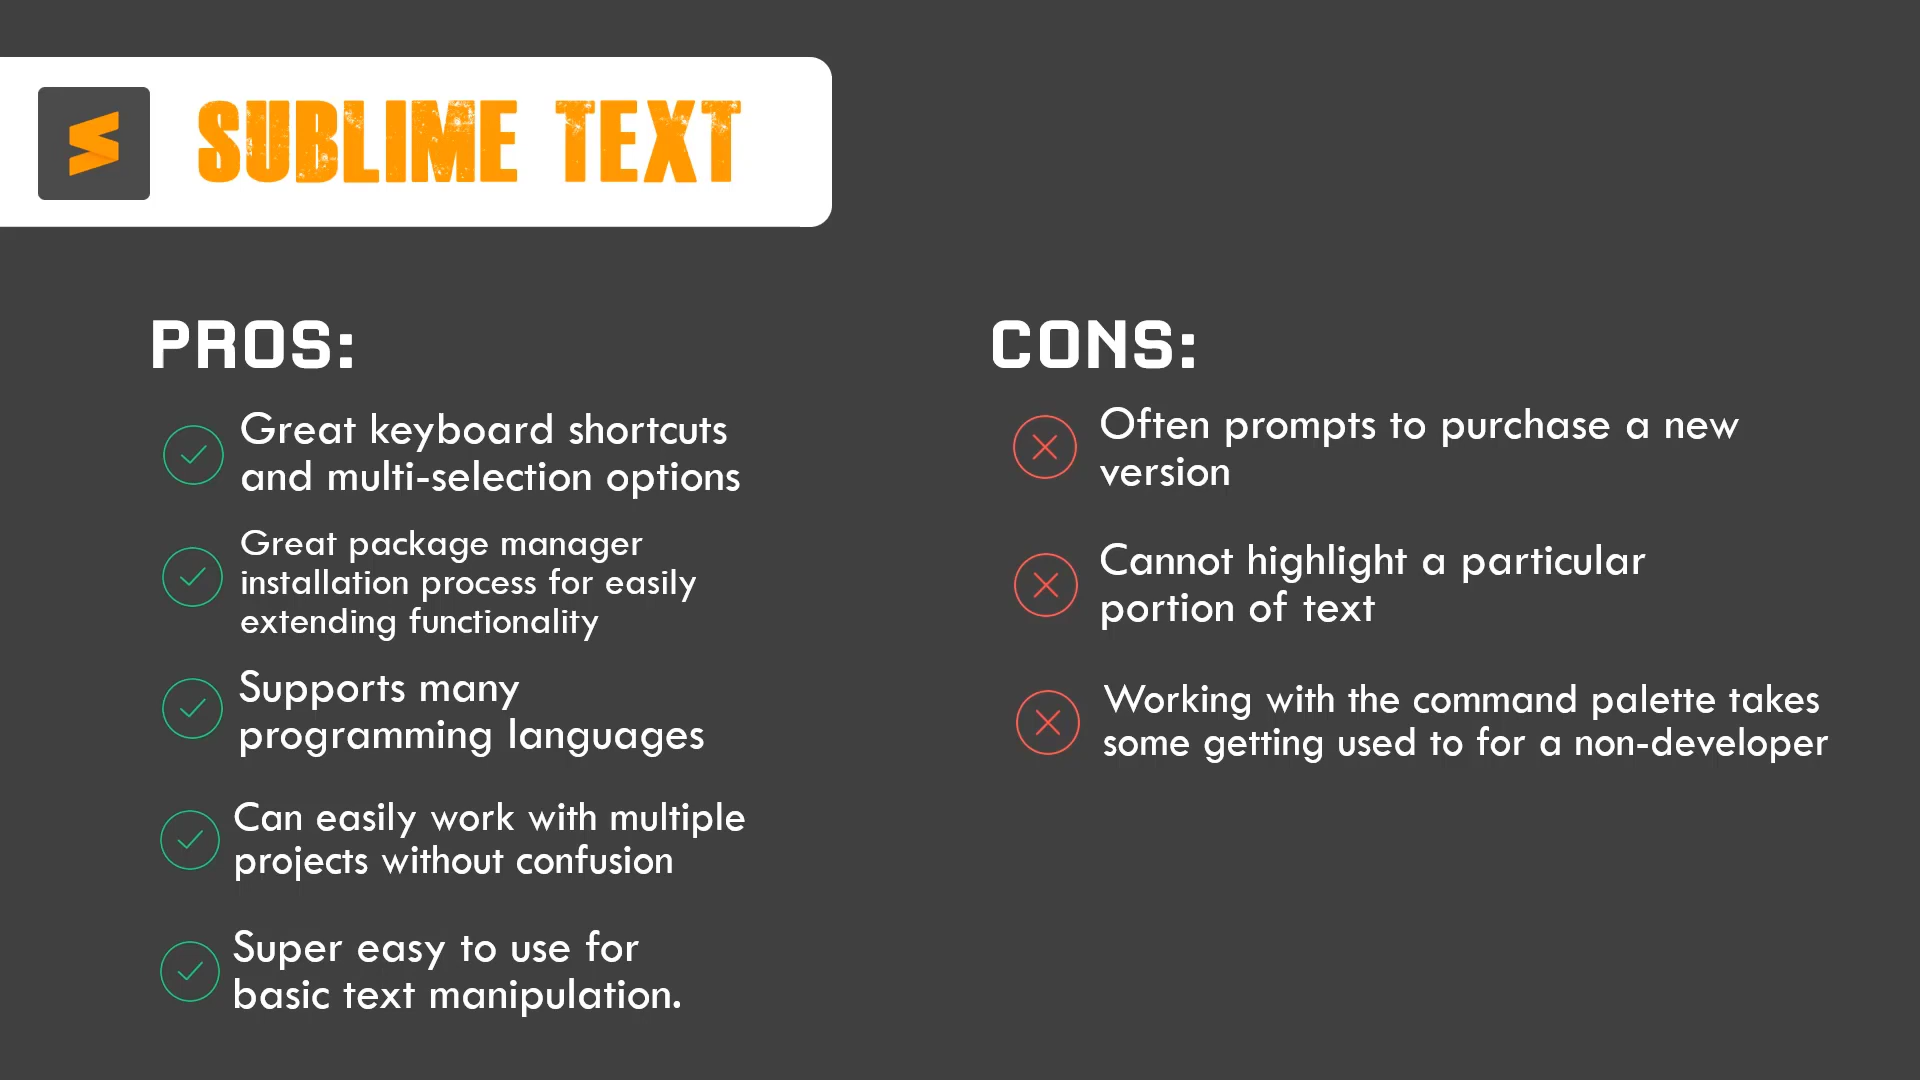 SUBLIME TEXT
PROS:
Great keyboard shortcuts
and multi-selection options
Great package manager
installation process for easily
extending functionality
Supports many
programming languages
Can easily work with multiple
projects without confusion
Super easy to use for
basic text manipulation.
CONS:
Often prompts to purchase a new
version
Cannot highlight a particular
portion of text
Working with the command palette takes
some getting used to for a non-developer